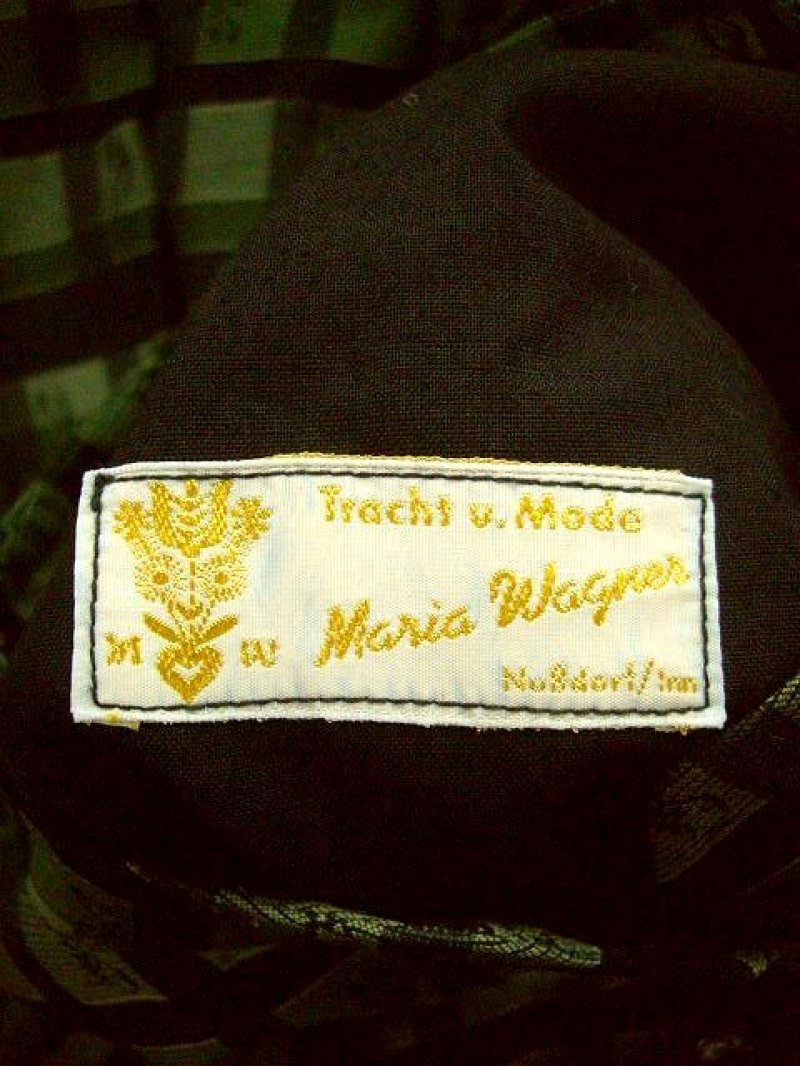 Tracht u. Mode
Maria Wagner
M W
Nußdorf/Inn